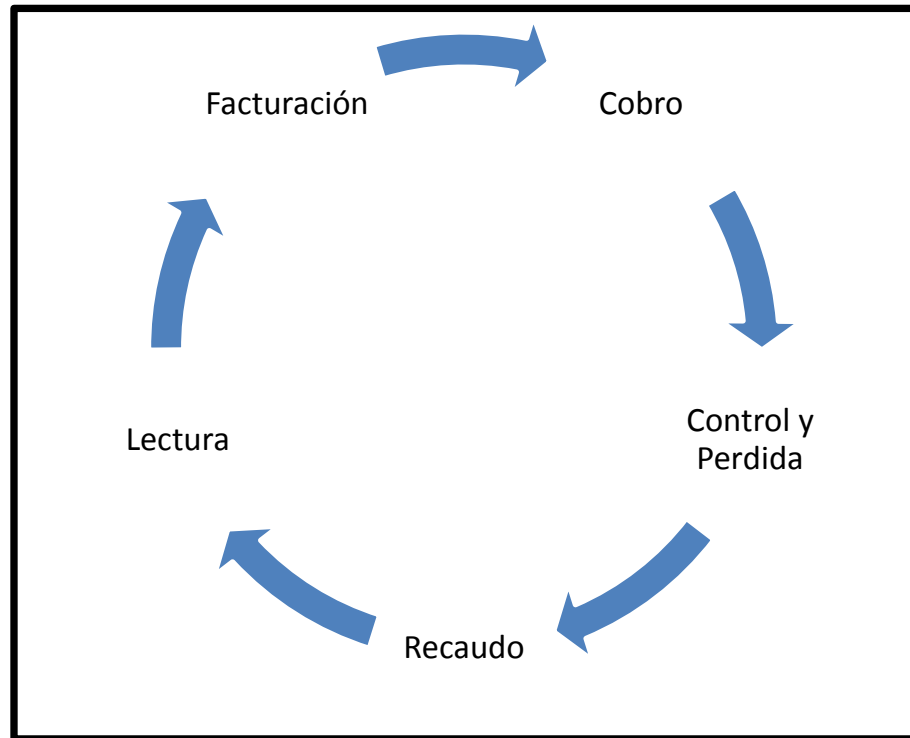 Facturación
Cobro
Control y
Perdida
Recaudo
Lectura